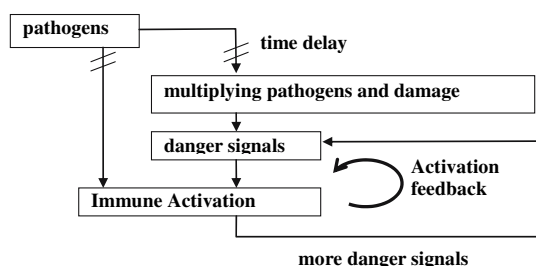 pathogens
time delay
multiplying pathogens and damage
danger signals
Activation
feedback
Immune Activation
more danger signals